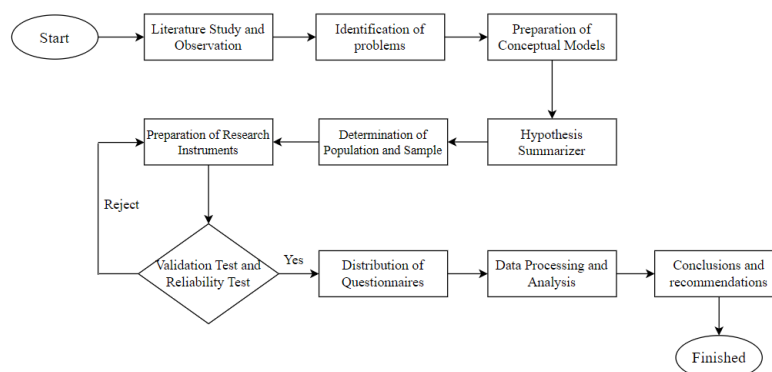 Start
Literature Study and
Observation
Identification of
problems
Preparation of
Conceptual Models
Hypothesis
Summarizer
Determination of
Population and Sample
Preparation of Research
Instruments
Reject
Validation Test and
Reliability Test
Yes
Distribution of
Questionnaires
Data Processing and
Analysis
Conclusions and
recommendations
Finished